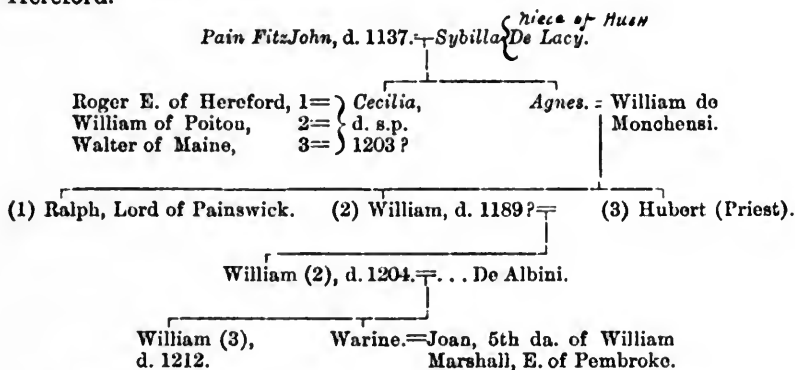 Hereford.
niece of Hugh
Pain FitzJohn, d. 1137.=Sybilla{De Lacy.
Roger E. of Hereford, 1=) Cecilia, Agnes. = William de
William of Poitou, 2= } { d. s.p. Monchensi.
Walter of Maine, 3=) 1203?
(1) Ralph, Lord of Painswick. (2) William, d. 1189?= (3) Hubert (Priest).
William (2), d. 1204.=... De Albini.
William (3), Warine.=Joan, 5th da. of William
d. 1212. Marshall, E. of Pembroke.